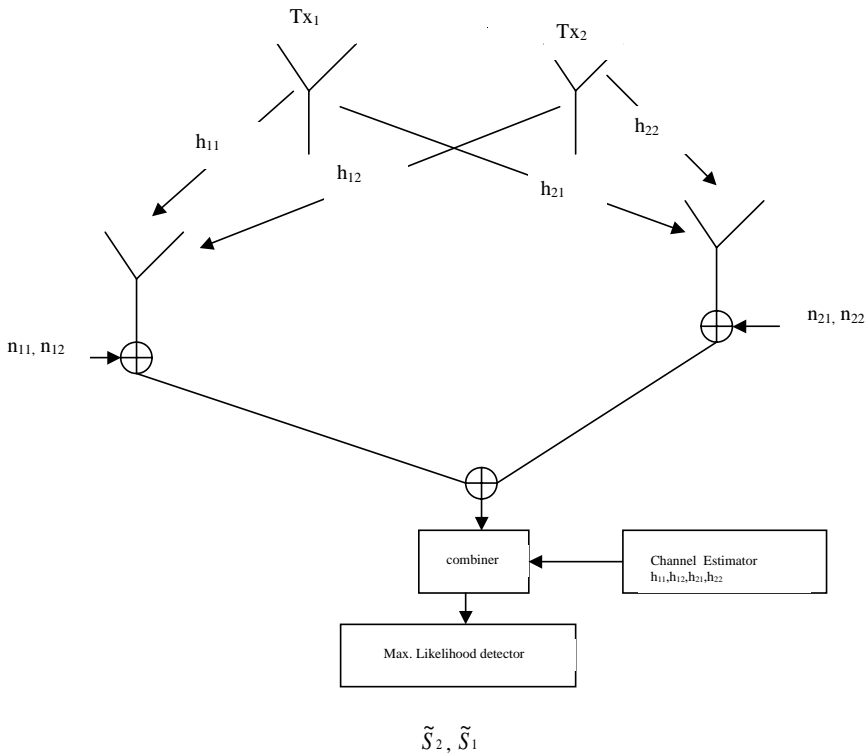 Tx₁
Tx₂
h₁₁
h₁₂
h₂₁
h₂₂
n₁₁, n₁₂
n₂₁, n₂₂
combiner
Channel Estimator
h₁₁,h₁₂,h₂₁,h₂₂
Max. Likelihood detector
S̃₂ , S̃₁